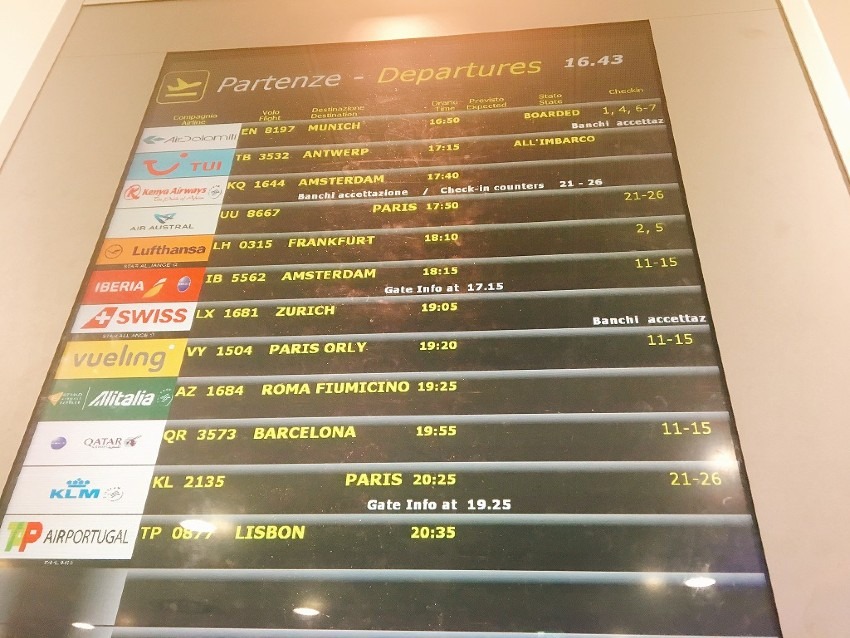 Partenze - Departures 16.43
Compagnia Airline Volo Flight Destinazione Destination Orario Time Previsto Expected Stato State Checkin
AirDolomiti EN 8197 MUNICH 16:50 BOARDED 1, 4, 6-7
Banchi accettaz
TUI TB 3532 ANTWERP 17:15 ALL'IMBARCO
Kenya Airways KQ 1644 AMSTERDAM 17:40
Banchi accettazione / Check-in counters 21 - 26
AIR AUSTRAL UU 8667 PARIS 17:50 21-26
Lufthansa LH 0315 FRANKFURT 18:10 2, 5
STAR ALLIANCE
IBERIA IB 5562 AMSTERDAM 18:15 11-15
Gate Info at 17.15
SWISS LX 1681 ZURICH 19:05
Banchi accettaz
vueling VY 1504 PARIS ORLY 19:20 11-15
Alitalia AZ 1684 ROMA FIUMICINO 19:25
QATAR QR 3573 BARCELONA 19:55 11-15
KLM KL 2135 PARIS 20:25 21-26
Gate Info at 19.25
TP AIRPORTUGAL TP 0877 LISBON 20:35